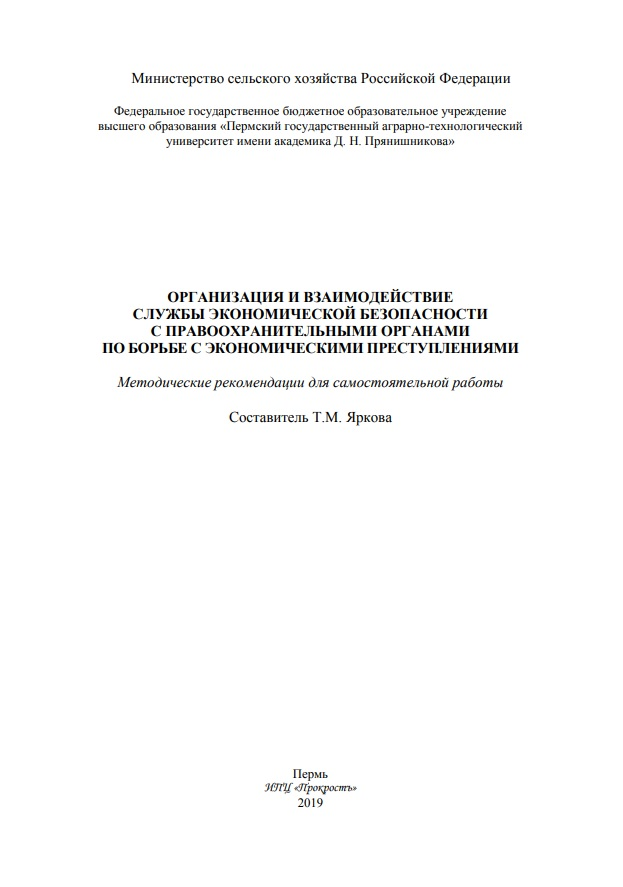 Министерство сельского хозяйства Российской Федерации
Федеральное государственное бюджетное образовательное учреждение
высшего образования «Пермский государственный аграрно-технологический
университет имени академика Д. Н. Прянишникова»
ОРГАНИЗАЦИЯ И ВЗАИМОДЕЙСТВИЕ
СЛУЖБЫ ЭКОНОМИЧЕСКОЙ БЕЗОПАСНОСТИ
С ПРАВООХРАНИТЕЛЬНЫМИ ОРГАНАМИ
ПО БОРЬБЕ С ЭКОНОМИЧЕСКИМИ ПРЕСТУПЛЕНИЯМИ
Методические рекомендации для самостоятельной работы
Составитель Т.М. Яркова
Пермь
ИПЦ «Прокростъ»
2019